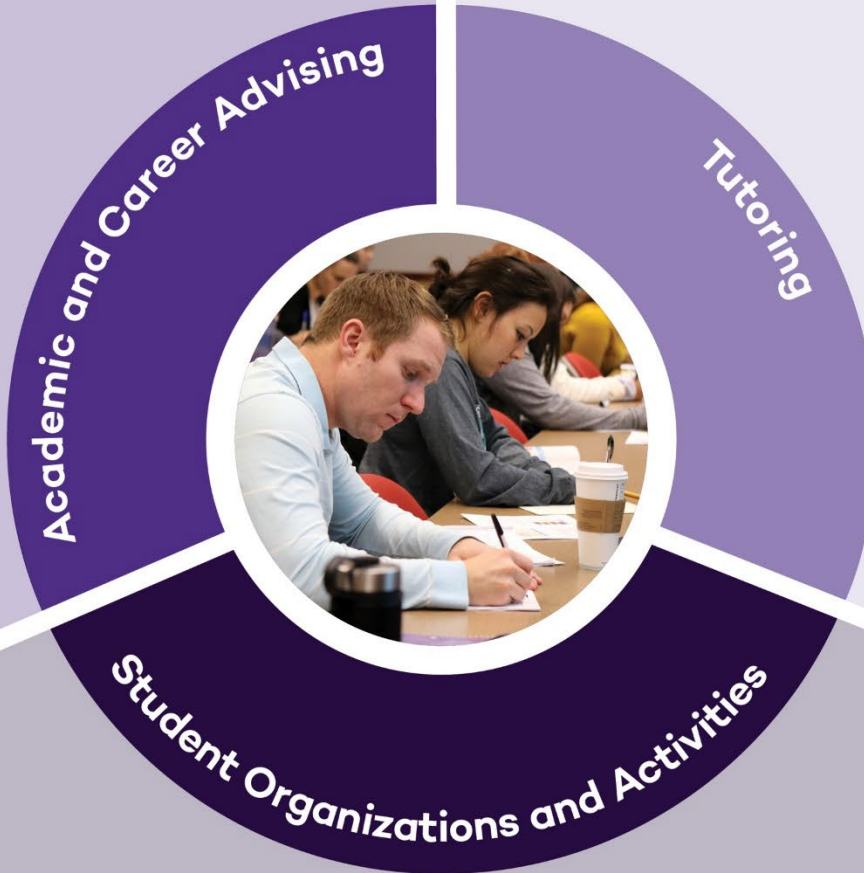 Academic and Career Advising
Tutoring
Student Organizations and Activities